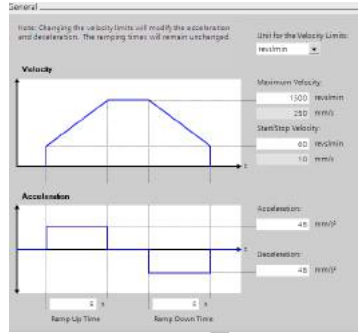 General
Note: Changing the velocity limits will modify the acceleration
and deceleration. The ramping times will remain unchanged.
Unit for the Velocity Limits:
revs/min
Velocity
Maximum Velocity:
1500 revs/min
250 mm/s
Start/Stop Velocity:
60 revs/min
10 mm/s
t
Acceleration
Acceleration:
48 mm/s²
Deceleration:
48 mm/s²
t
5 s
5 s
Ramp Up Time
Ramp Down Time